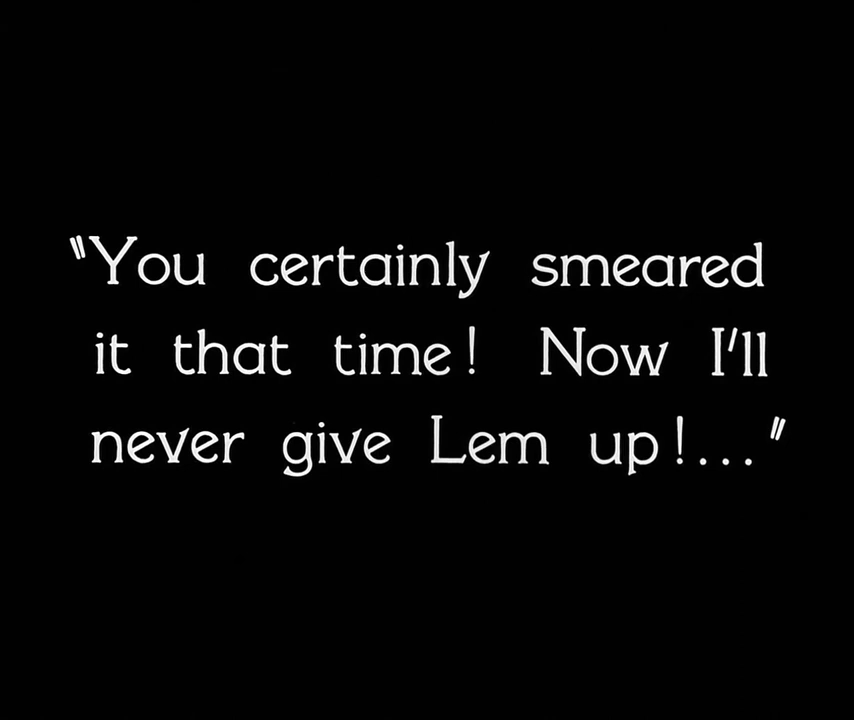 "You certainly smeared
it that time! Now I'll
never give Lem up!..."